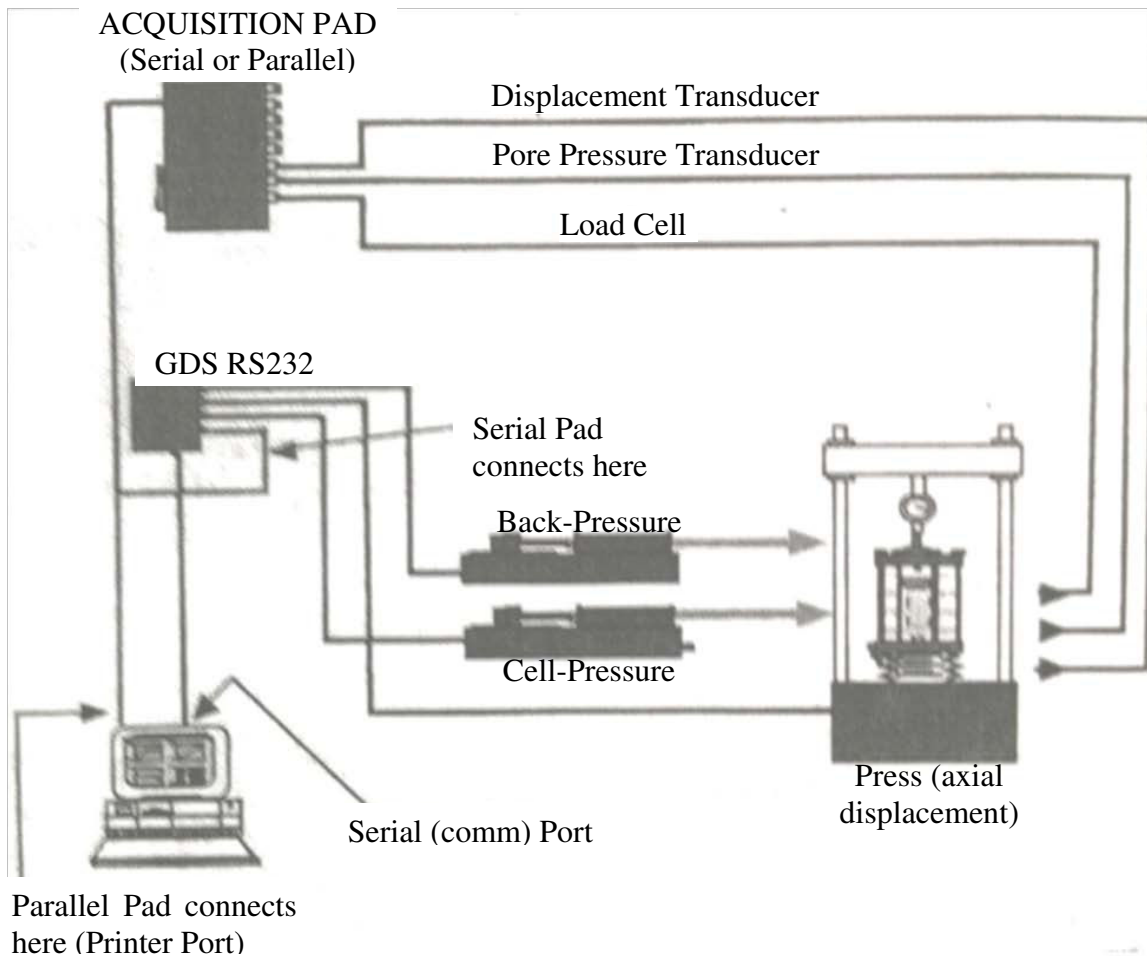 ACQUISITION PAD
(Serial or Parallel)
Displacement Transducer
Pore Pressure Transducer
Load Cell
GDS RS232
Serial Pad
connects here
Back-Pressure
Cell-Pressure
Press (axial
displacement)
Serial (comm) Port
Parallel Pad connects
here (Printer Port)